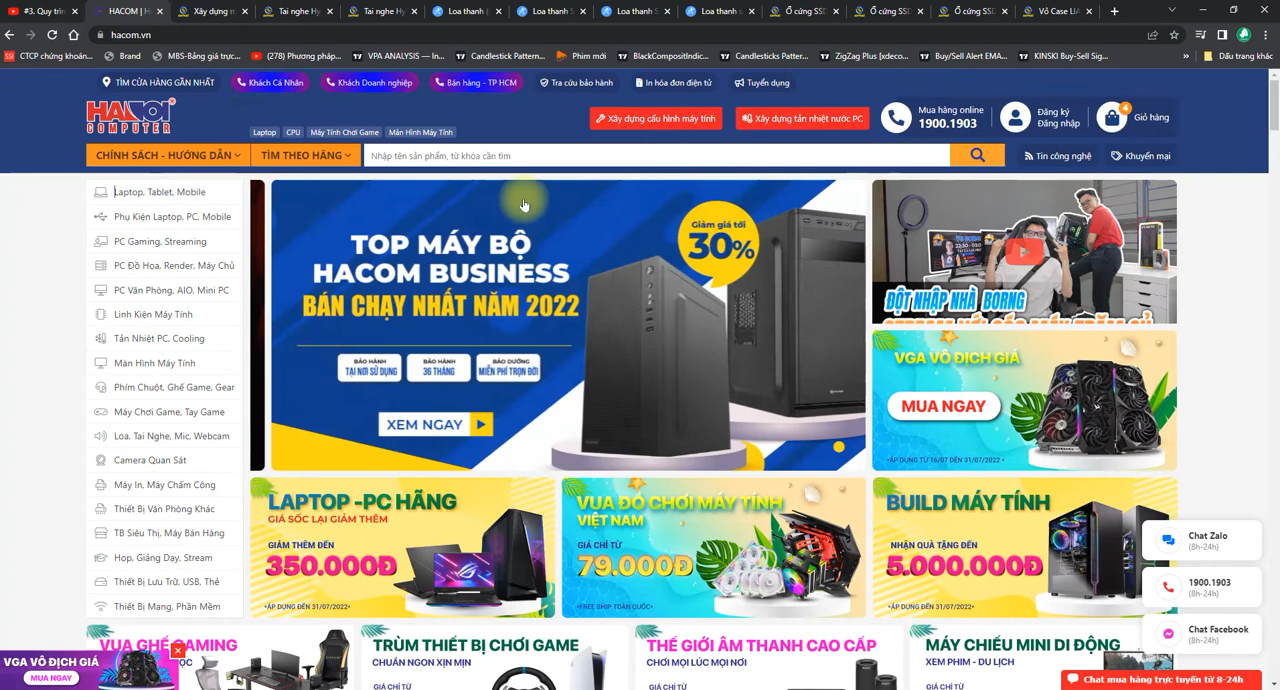 #3. Quy trìn
HACOM | H
Xây dựng m
Tai nghe Hy
Tai nghe Hy
Loa thanh (
Loa thanh S
Loa thanh S
Loa thanh s
Ổ cứng SSD
Ổ cứng SSD
Ổ cứng SSD
Vỏ Case LIA
hacom.vn
CTCP chứng khoán...
Brand
MBS-Bảng giá trực...
(278) Phương pháp...
VPA ANALYSIS — In...
Candlestick Pattern...
Phim mới
BlackCompositIndic...
Candlesticks Patter...
ZigZag Plus [xdeco...
Buy/Sell Alert EMA...
KINSKI Buy-Sell Sig...
»
Dấu trang khác
TÌM CỬA HÀNG GẦN NHẤT
Khách Cá Nhân
Khách Doanh nghiệp
Bán hàng - TP HCM
Tra cứu bảo hành
In hóa đơn điện tử
Tuyển dụng
HACOI
COMPUTER
Laptop
CPU
Máy Tính Chơi Game
Màn Hình Máy Tính
Xây dựng cấu hình máy tính
Xây dựng tản nhiệt nước PC
Mua hàng online
1900.1903
Đăng ký
Đăng nhập
4
Giỏ hàng
CHÍNH SÁCH - HƯỚNG DẪN
TÌM THEO HÃNG
Nhập tên sản phẩm, từ khóa cần tìm
Tin công nghệ
Khuyến mại
Laptop, Tablet, Mobile
Phụ Kiện Laptop, PC, Mobile
PC Gaming, Streaming
PC Đồ Họa, Render, Máy Chủ
PC Văn Phòng, AIO, Mini PC
Linh Kiện Máy Tính
Tản Nhiệt PC, Cooling
Màn Hình Máy Tính
Phím Chuột, Ghế Game, Gear
Máy Chơi Game, Tay Game
Loa, Tai Nghe, Mic, Webcam
Camera Quan Sát
Máy In, Máy Chấm Công
Thiết Bị Văn Phòng Khác
TB Siêu Thị, Máy Bán Hàng
Họp, Giảng Dạy, Stream
Thiết Bị Lưu Trữ, USB, Thẻ
Thiết Bị Mạng, Phần Mềm
TOP MÁY BỘ
HACOM BUSINESS
BÁN CHẠY NHẤT NĂM 2022
Giảm giá tới
30%
BẢO HÀNH
TẠI NƠI SỬ DỤNG
BẢO HÀNH
36 THÁNG
BẢO DƯỠNG
MIỄN PHÍ TRỌN ĐỜI
XEM NGAY
ĐỘT NHẬP NHÀ BORNG
VGA VÔ ĐỊCH GIÁ
MUA NGAY
*ÁP DỤNG TỪ 16/07 ĐẾN 31/07/2022*
LAPTOP -PC HÃNG
GIÁ SỐC LẠI GIẢM THÊM
GIẢM THÊM ĐẾN
350.000Đ
*ÁP DỤNG ĐẾN 31/07/2022*
VUA ĐỒ CHƠI MÁY TÍNH
VIỆT NAM
GIÁ CHỈ TỪ
79.000Đ
*FREE SHIP TOÀN QUỐC*
BUILD MÁY TÍNH
NHẬN QUÀ TẶNG ĐẾN
5.000.000Đ
*ÁP DỤNG ĐẾN 31/07/2022*
Chat Zalo
(8h-24h)
1900.1903
(8h-24h)
Chat Facebook
(8h-24h)
VUA GHẾ GAMING
TRÙM THIẾT BỊ CHƠI GAME
CHUẨN NGON XỊN MỊN
GIÁ CHỈ TỪ
THẾ GIỚI ÂM THANH CAO CẤP
CHƠI MỌI LÚC MỌI NƠI
GIÁ CHỈ TỪ
MÁY CHIẾU MINI DI ĐỘNG
XEM PHIM - DU LỊCH
GIÁ CHỈ TỪ
VGA VÔ ĐỊCH GIÁ
MUA NGAY
Chat mua hàng trực tuyến từ 8-24h